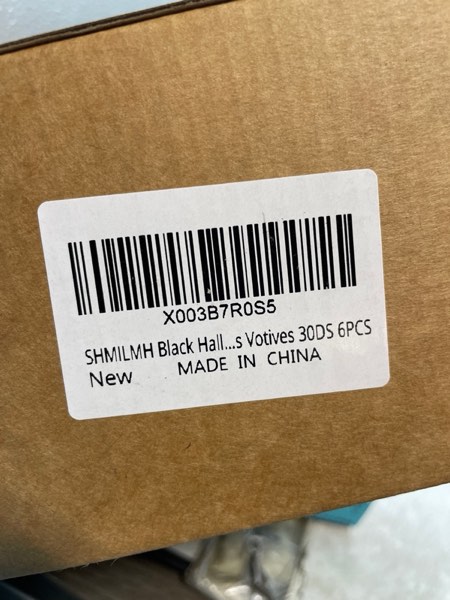 X003B7R0S5
SHMILMH Black Hall...s Votives 30DS 6PCS
New MADE IN CHINA